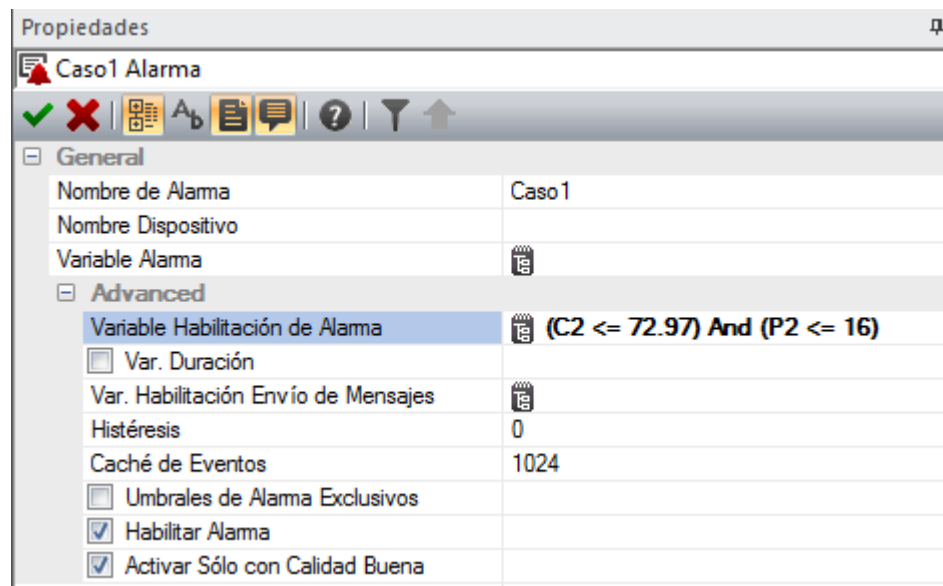 Propiedades
Caso1 Alarma
General
Nombre de Alarma Caso1
Nombre Dispositivo
Variable Alarma
Advanced
Variable Habilitación de Alarma (C2 <= 72.97) And (P2 <= 16)
Var. Duración
Var. Habilitación Envío de Mensajes
Histéresis 0
Caché de Eventos 1024
Umbrales de Alarma Exclusivos
Habilitar Alarma
Activar Sólo con Calidad Buena